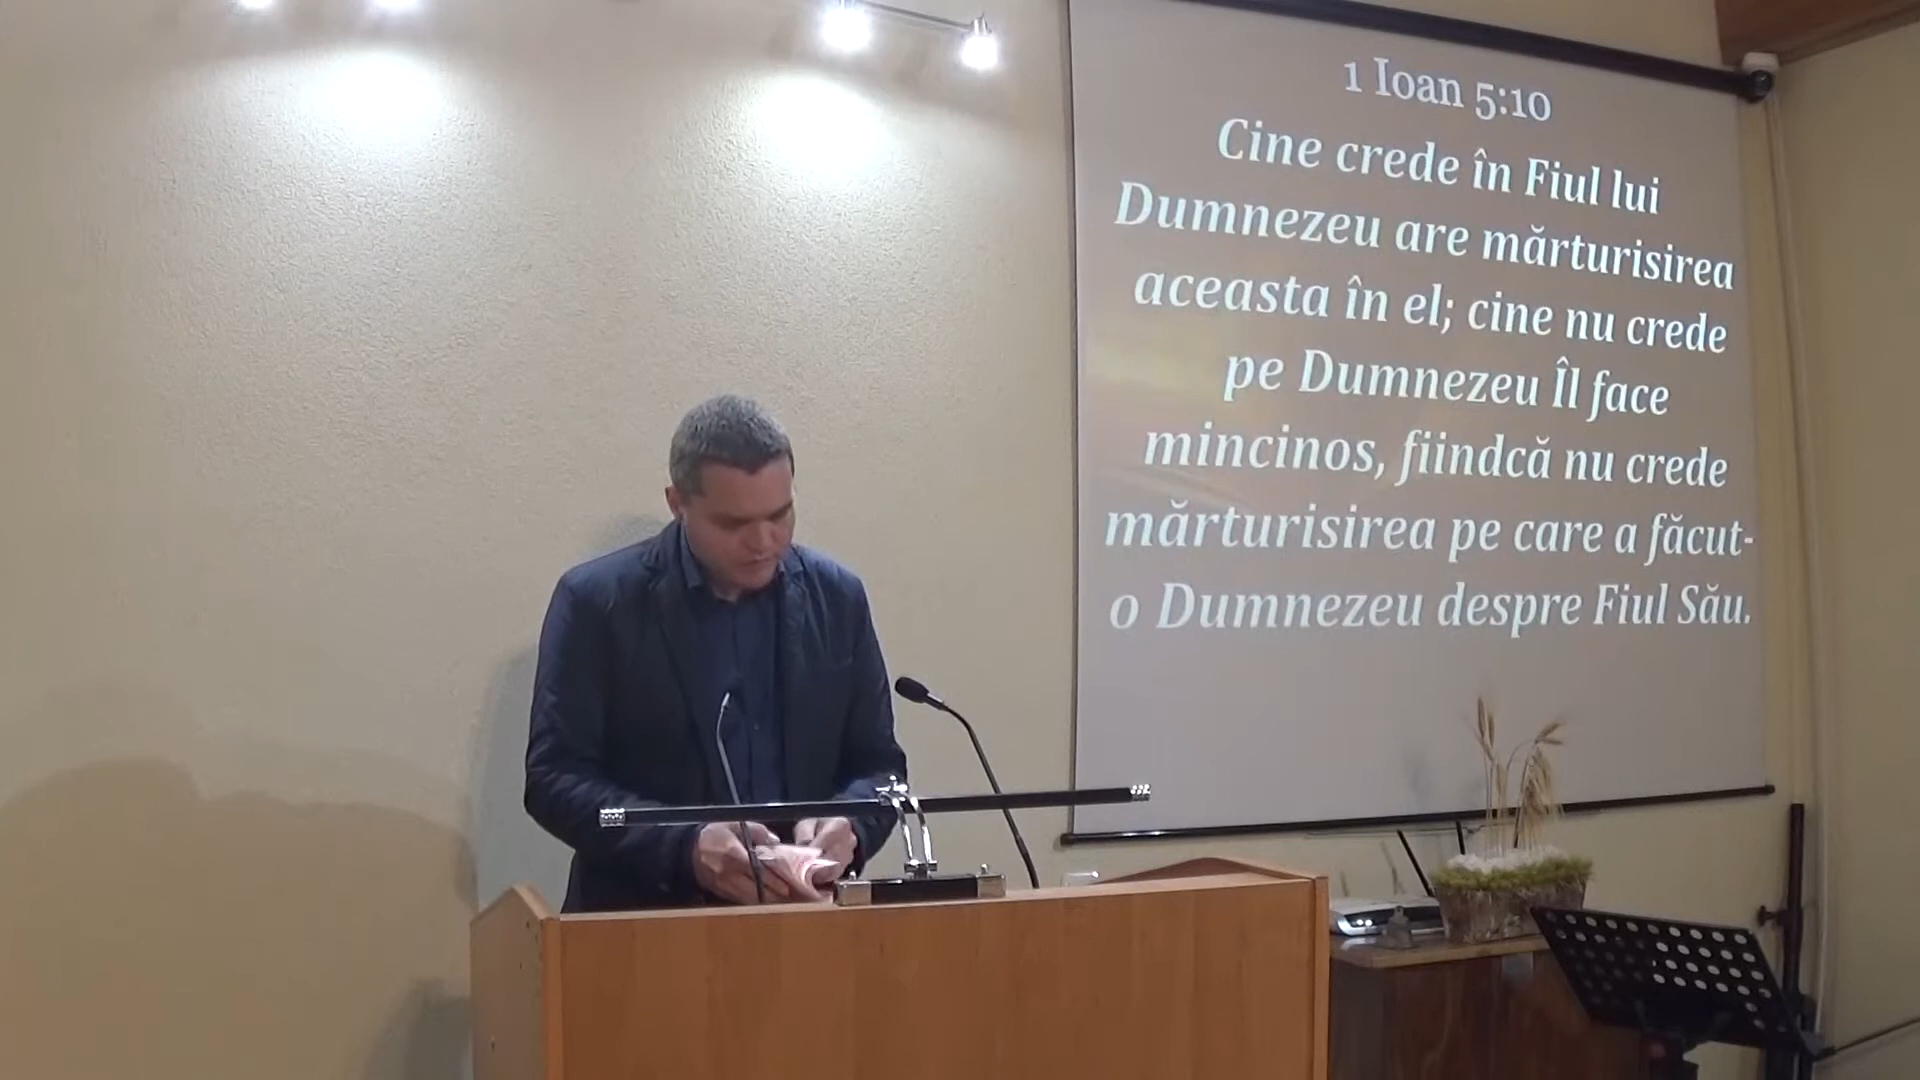 1 Ioan 5:10
Cine crede în Fiul lui
Dumnezeu are mărturisirea
aceasta în el; cine nu crede
pe Dumnezeu Îl face
mincinos, fiindcă nu crede
mărturisirea pe care a făcut-
o Dumnezeu despre Fiul Său.